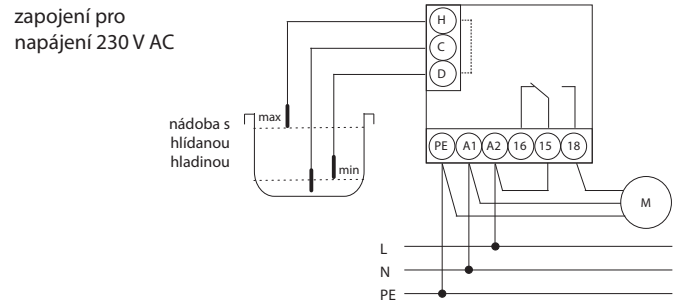 zapojení pro
napájení 230 V AC
H
C
D
max
nádoba s
hlídanou
hladinou
min
PE A1 A2 16 15 18
M
L
N
PE